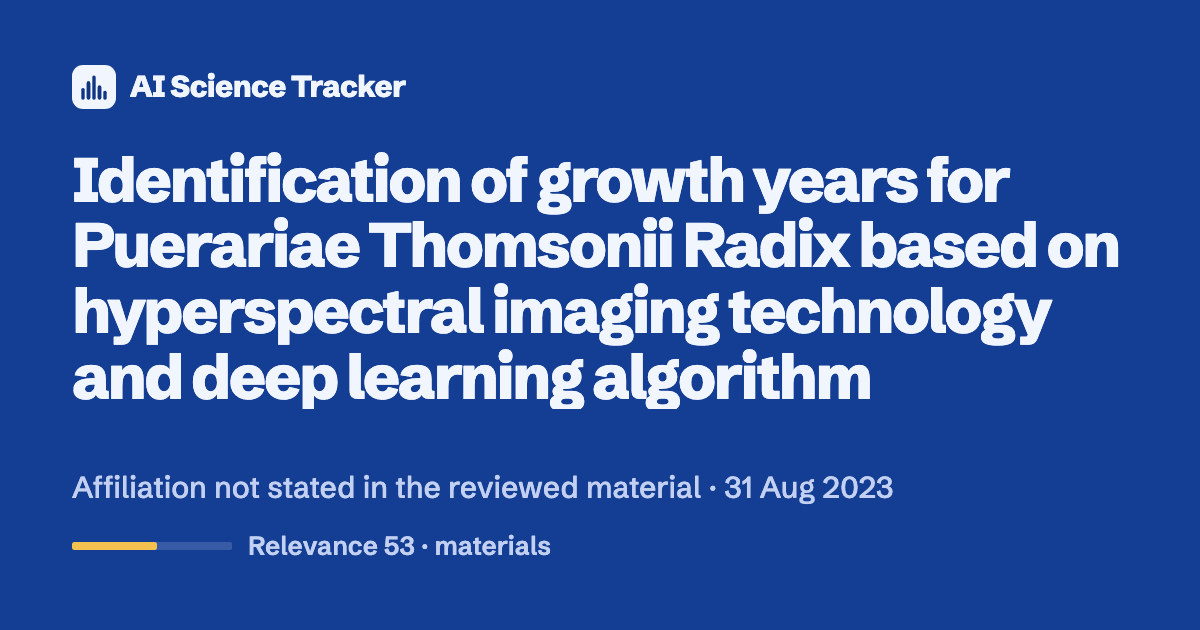 AI Science Tracker
Identification of growth years for
Puerariae Thomsonii Radix based on
hyperspectral imaging technology
and deep learning algorithm
Affiliation not stated in the reviewed material · 31 Aug 2023
Relevance 53 · materials